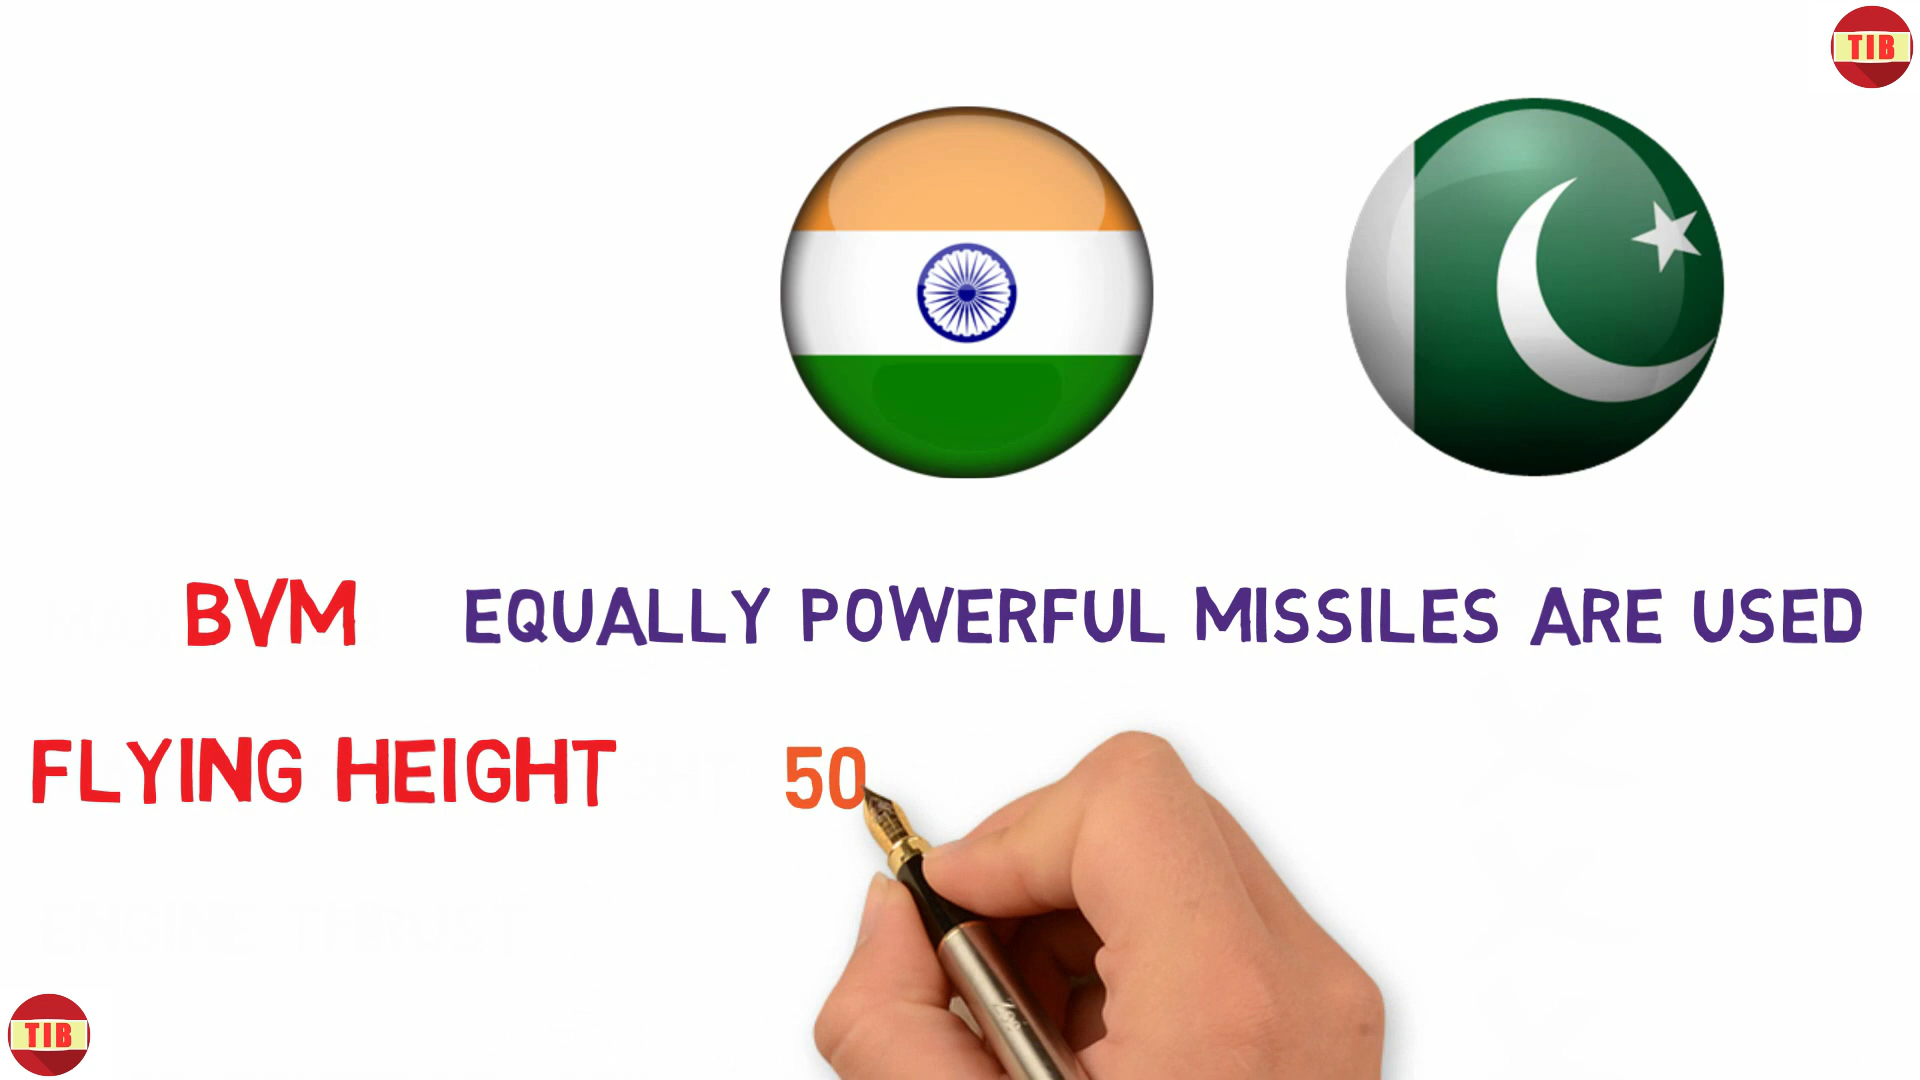 TIB
BVM EQUALLY POWERFUL MISSILES ARE USED
FLYING HEIGHT 50
TIB